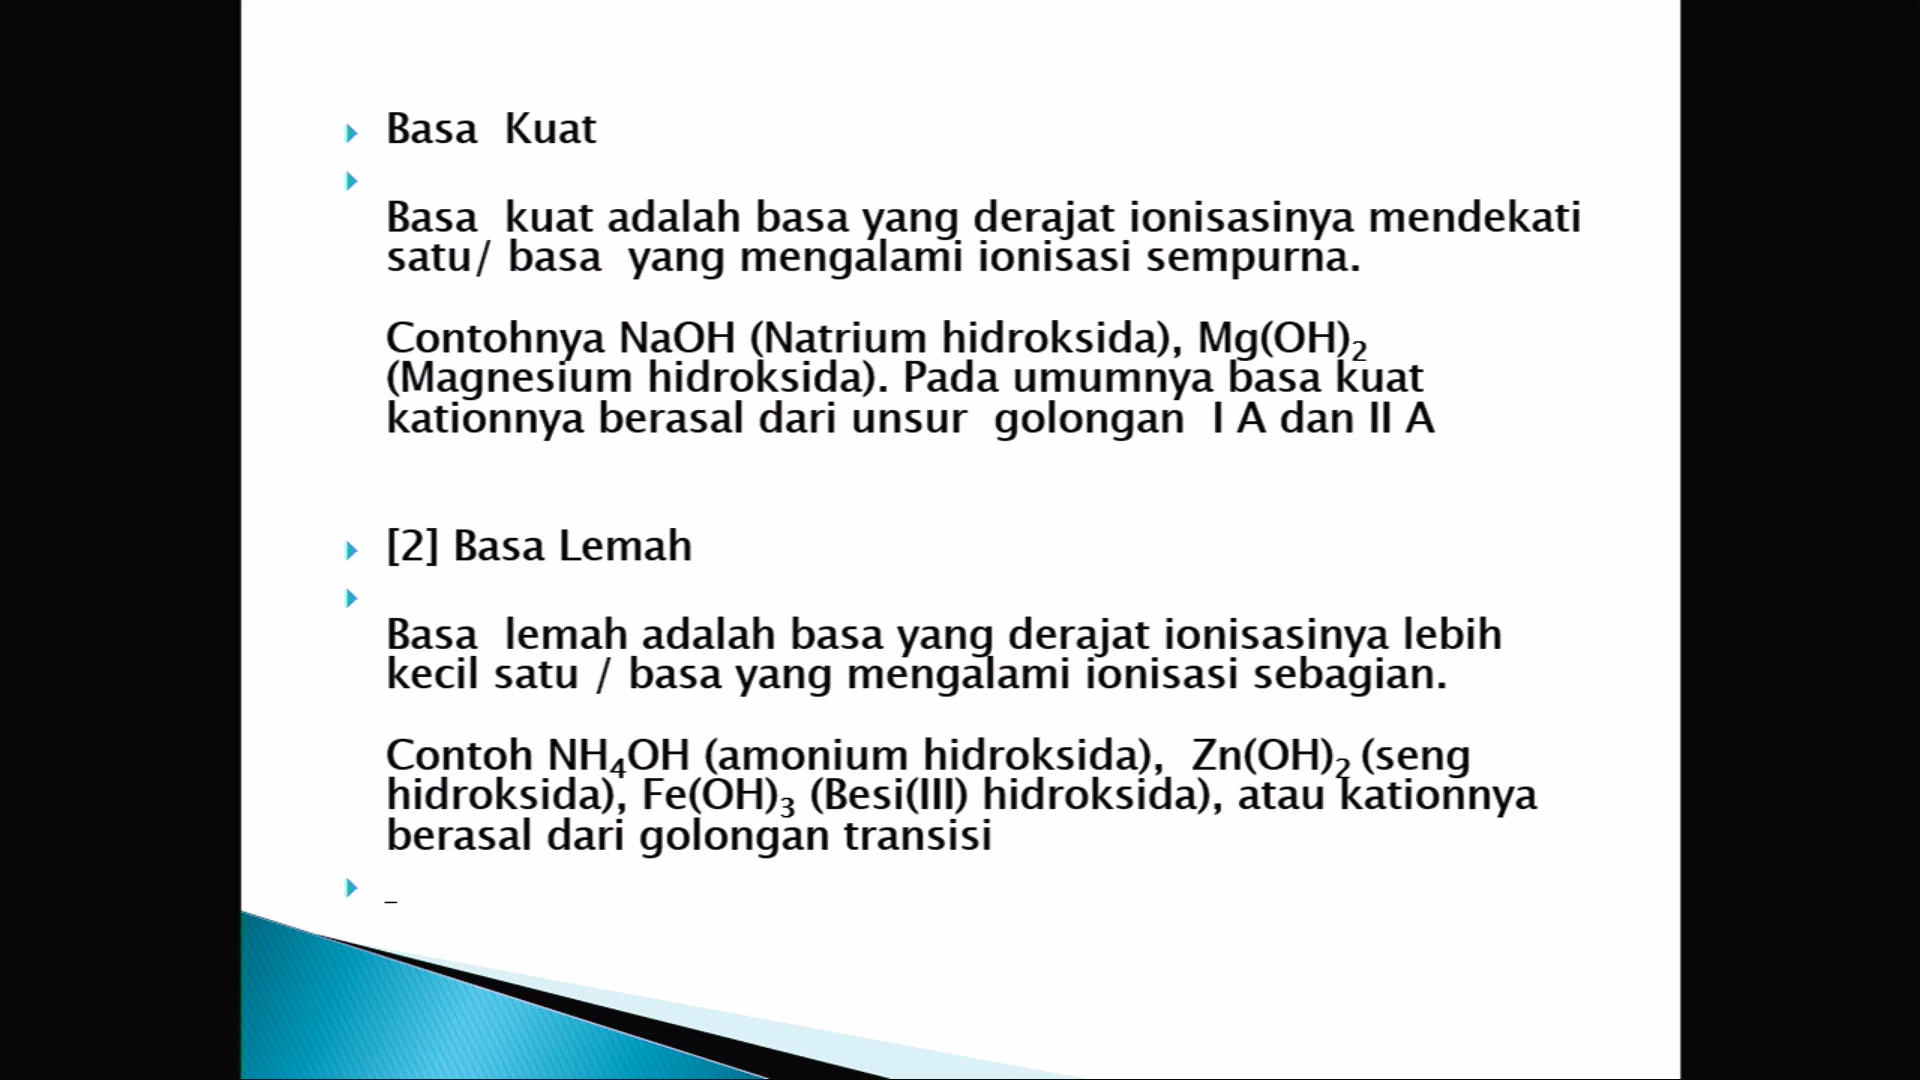 Basa  Kuat
Basa  kuat adalah basa yang derajat ionisasinya mendekati
satu/ basa  yang mengalami ionisasi sempurna.
Contohnya NaOH (Natrium hidroksida), Mg(OH)₂
(Magnesium hidroksida). Pada umumnya basa kuat
kationnya berasal dari unsur  golongan  I A dan II A
[2] Basa Lemah
Basa  lemah adalah basa yang derajat ionisasinya lebih
kecil satu / basa yang mengalami ionisasi sebagian.
Contoh NH₄OH (amonium hidroksida),  Zn(OH)₂ (seng
hidroksida), Fe(OH)₃ (Besi(III) hidroksida), atau kationnya
berasal dari golongan transisi
_